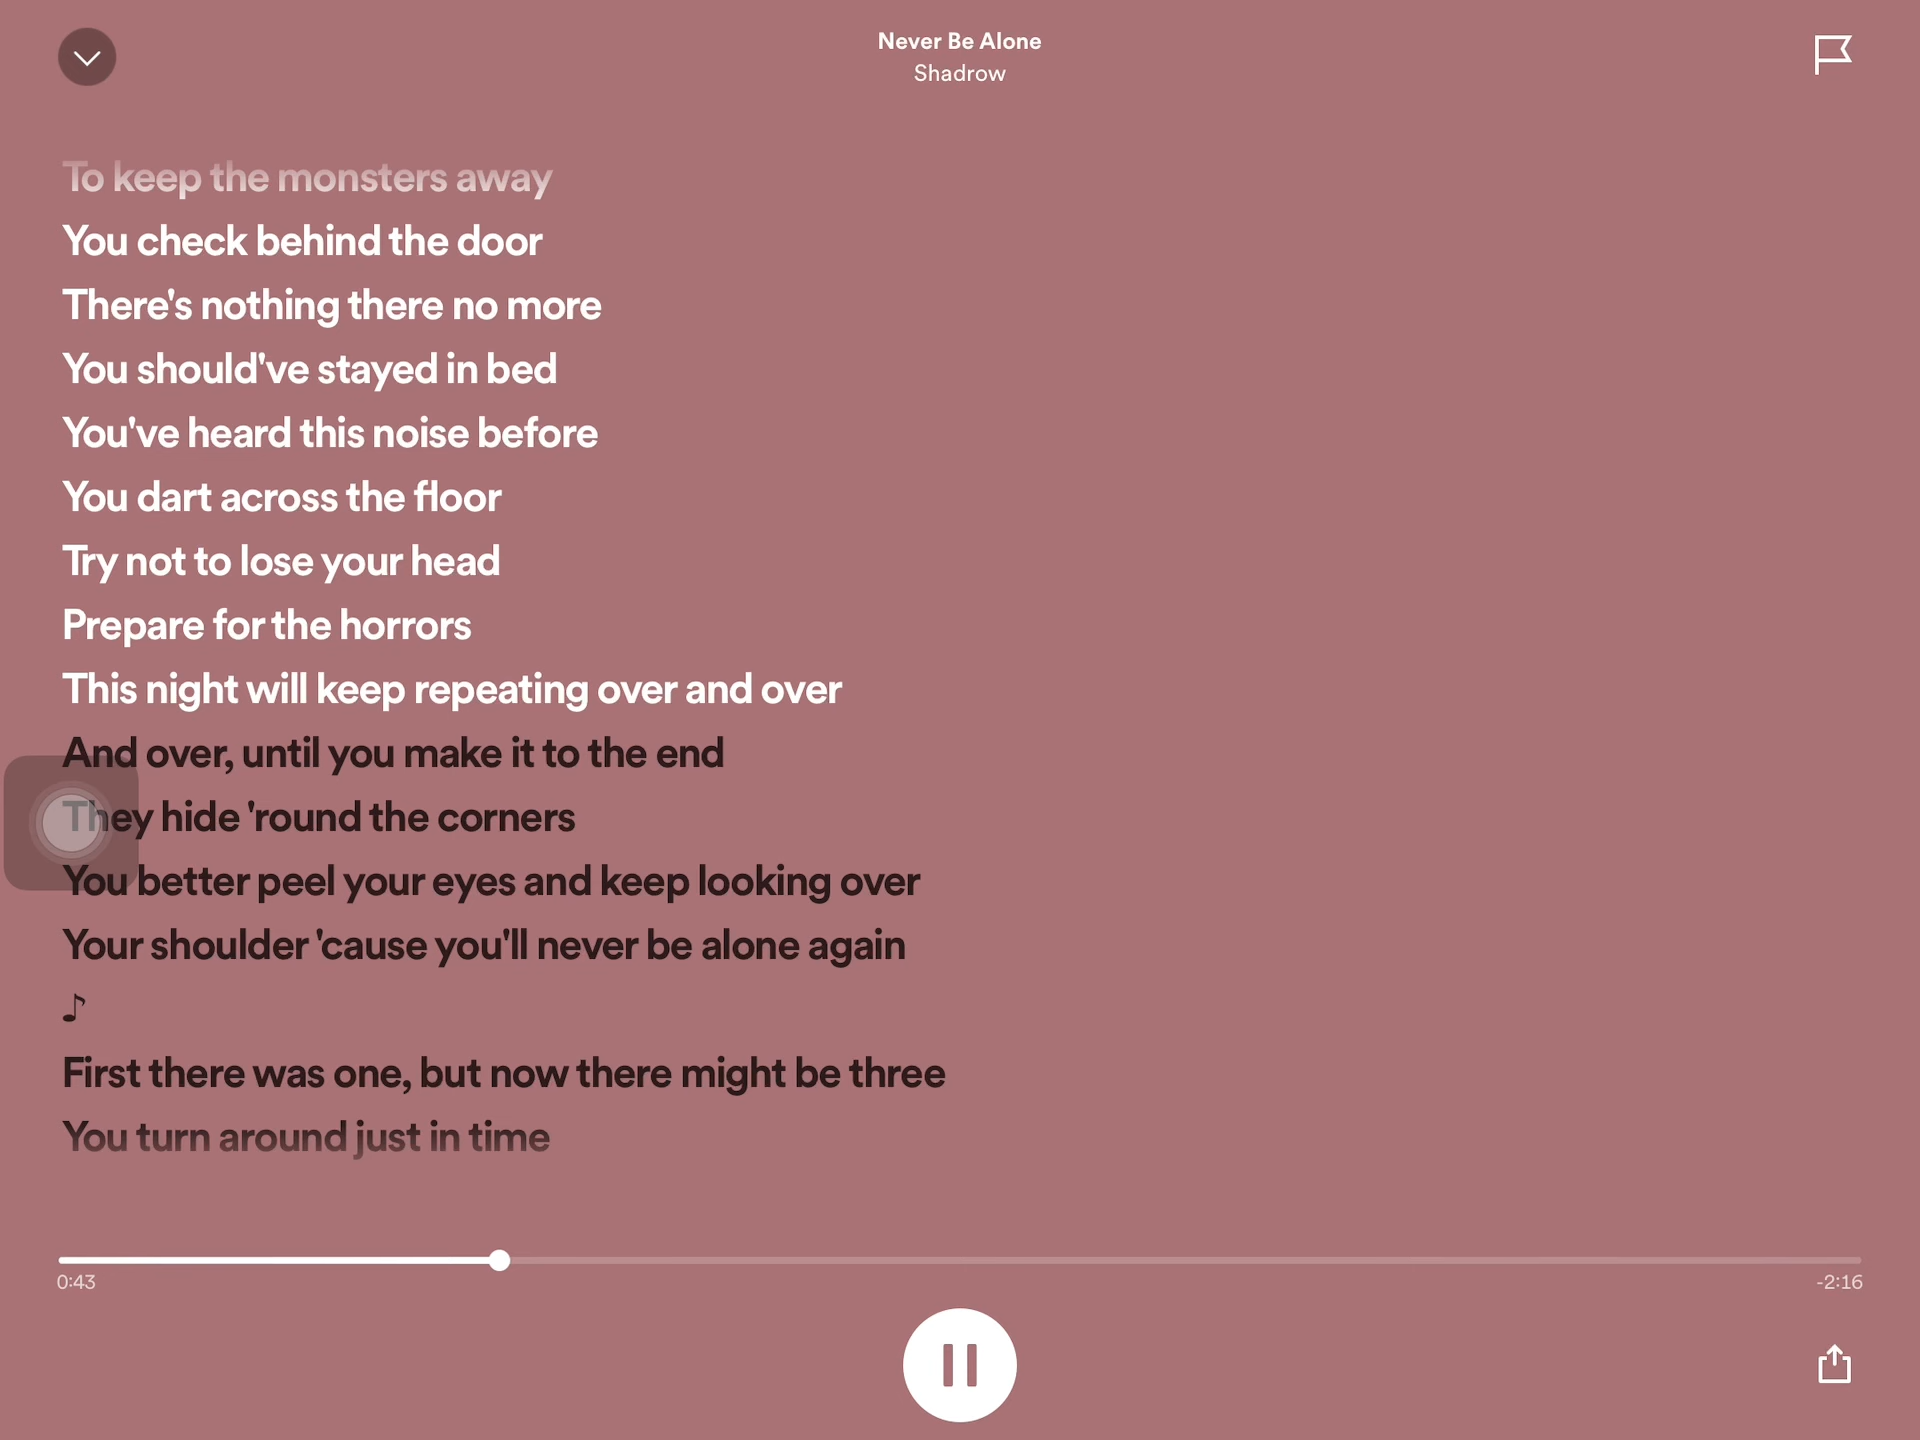 Never Be Alone
Shadrow
To keep the monsters away
You check behind the door
There's nothing there no more
You should've stayed in bed
You've heard this noise before
You dart across the floor
Try not to lose your head
Prepare for the horrors
This night will keep repeating over and over
And over, until you make it to the end
They hide 'round the corners
You better peel your eyes and keep looking over
Your shoulder 'cause you'll never be alone again
♪
First there was one, but now there might be three
You turn around just in time
0:43
-2:16